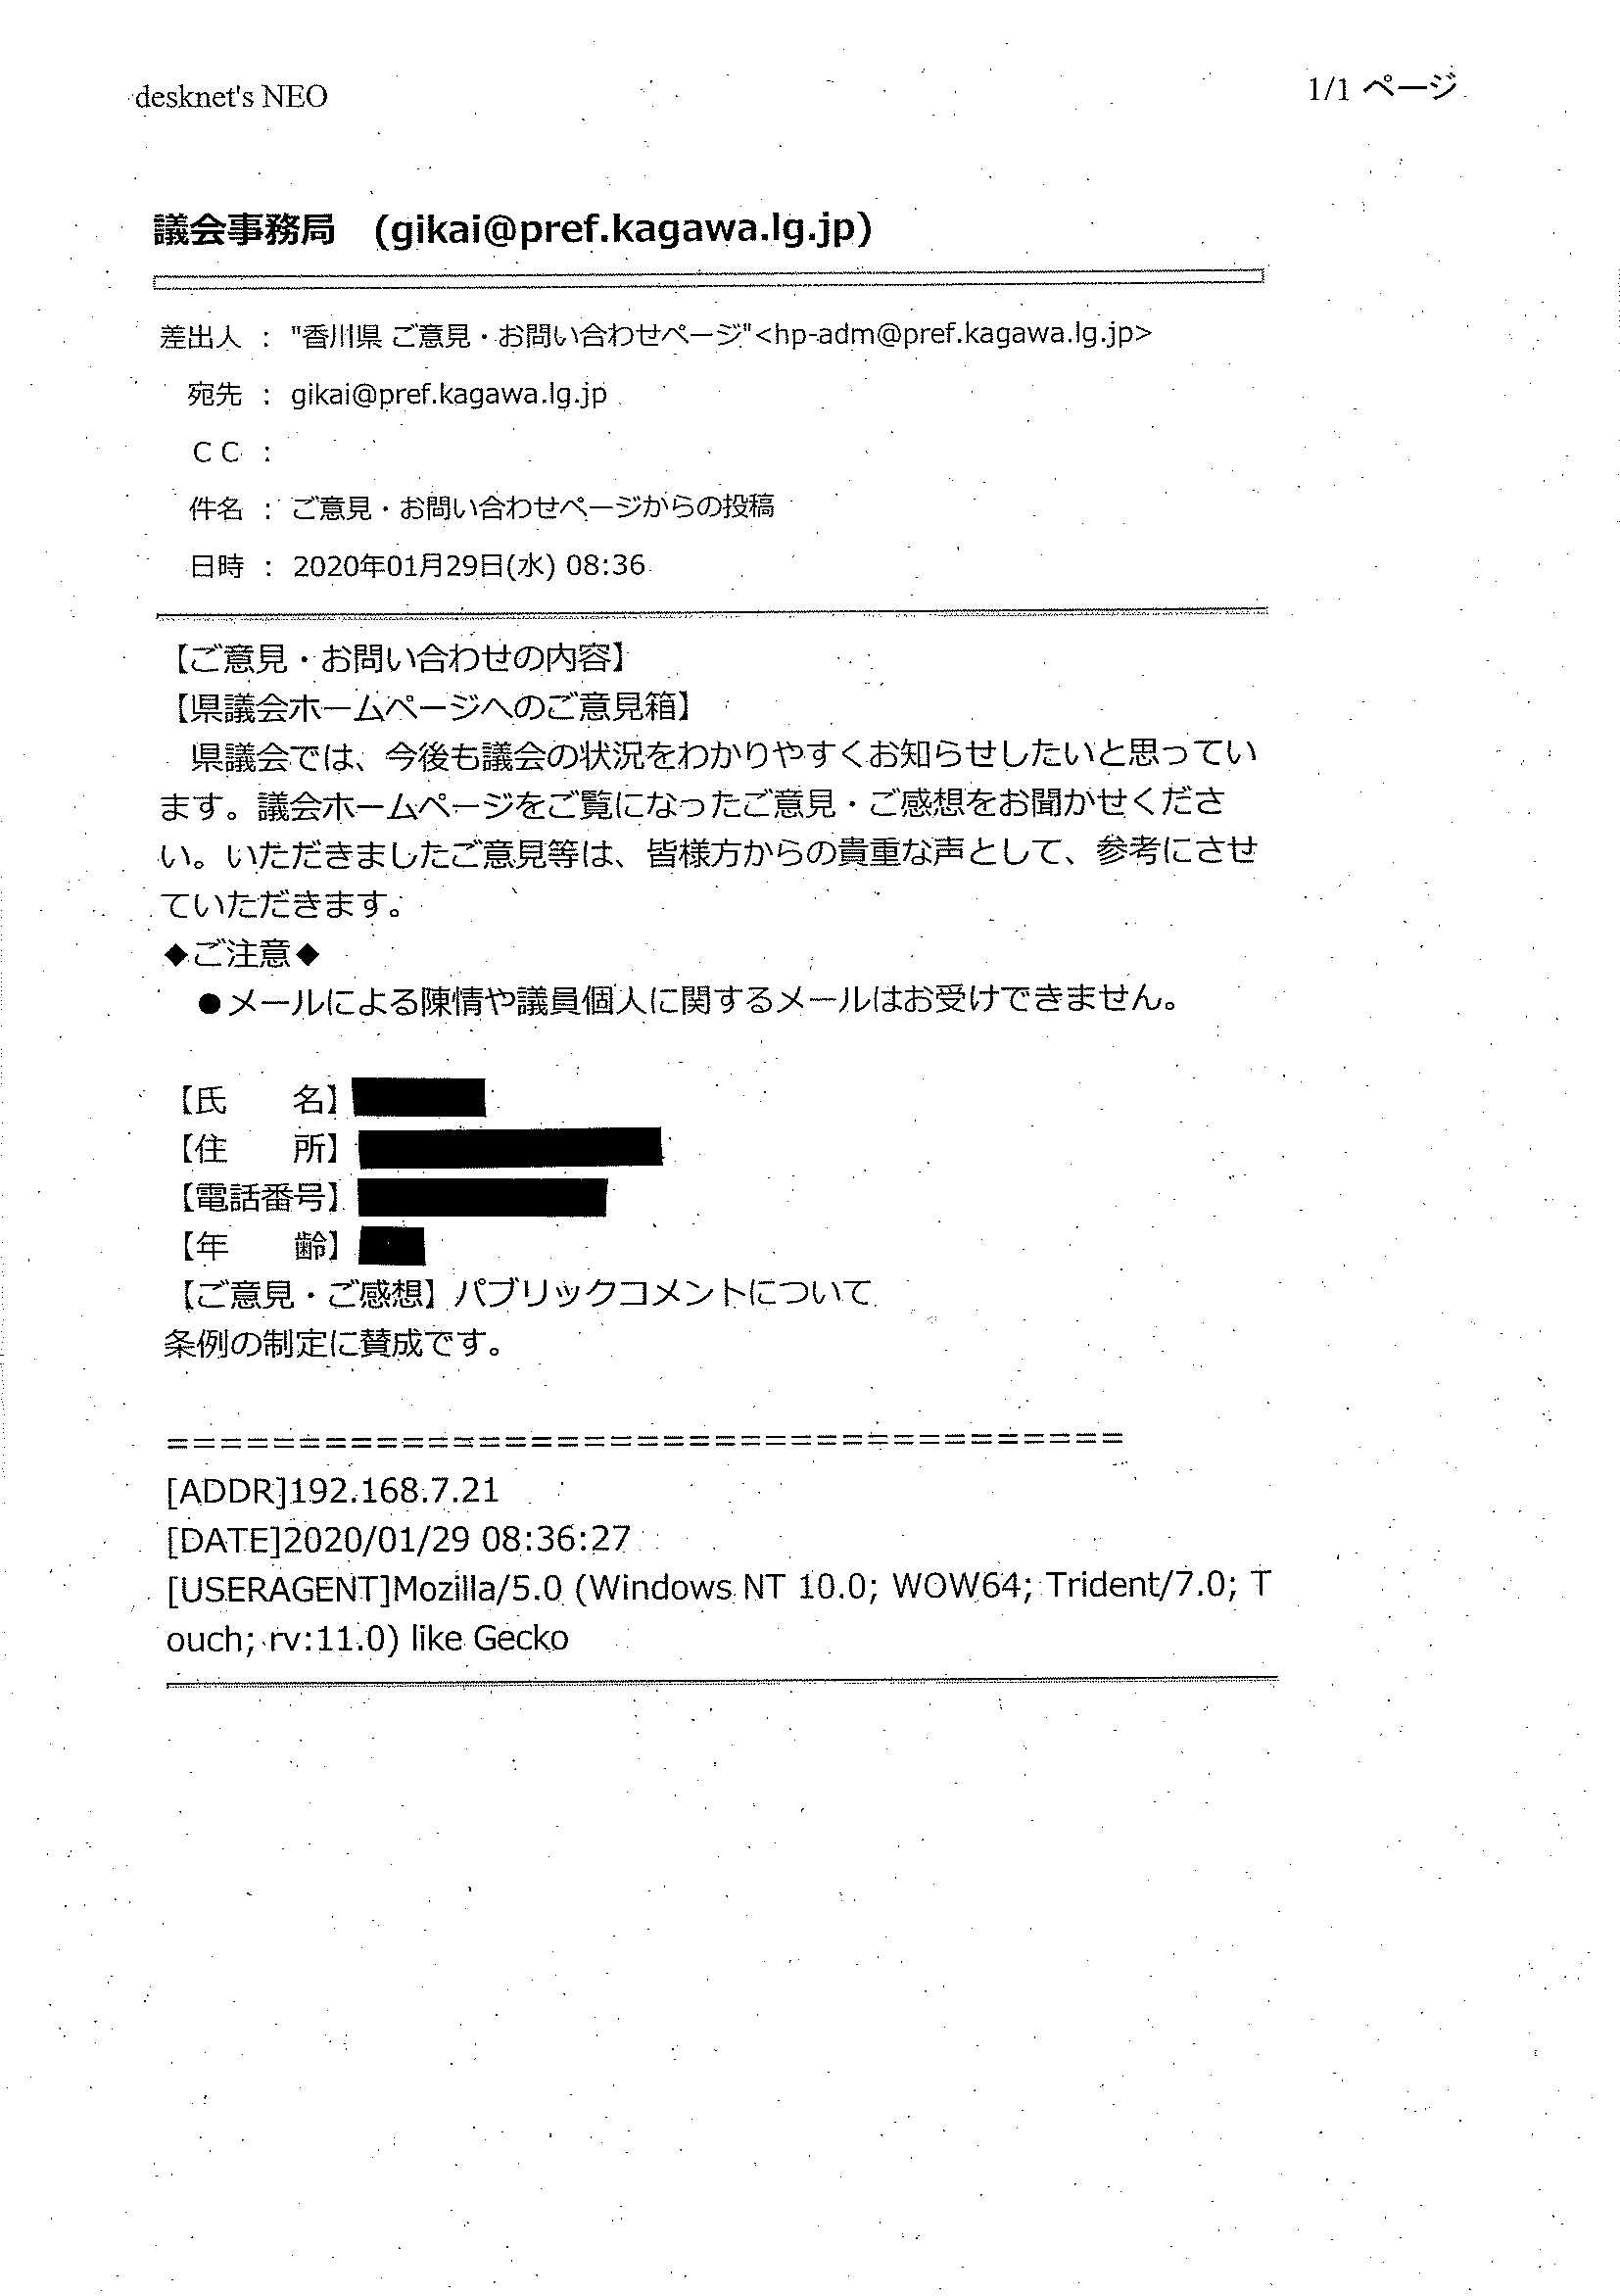 desknet's NEO
1/1 ページ
議会事務局 (gikai@pref.kagawa.lg.jp)
差出人 : "香川県 ご意見・お問い合わせページ"<hp-adm@pref.kagawa.lg.jp>
宛先 : gikai@pref.kagawa.lg.jp
CC :
件名 : ご意見・お問い合わせページからの投稿
日時 : 2020年01月29日(水) 08:36
【ご意見・お問い合わせの内容】
【県議会ホームページへのご意見箱】
県議会では、今後も議会の状況をわかりやすくお知らせしたいと思ってい
ます。議会ホームページをご覧になったご意見・ご感想をお聞かせくださ
い。いただきましたご意見等は、皆様方からの貴重な声として、参考にさせ
ていただきます。
◆ご注意◆
●メールによる陳情や議員個人に関するメールはお受けできません。
【氏　　名】
【住　　所】
【電話番号】
【年　　齢】
【ご意見・ご感想】パブリックコメントについて
条例の制定に賛成です。
=====================================
[ADDR]192.168.7.21
[DATE]2020/01/29 08:36:27
[USERAGENT]Mozilla/5.0 (Windows NT 10.0; WOW64; Trident/7.0; T
ouch; rv:11.0) like Gecko